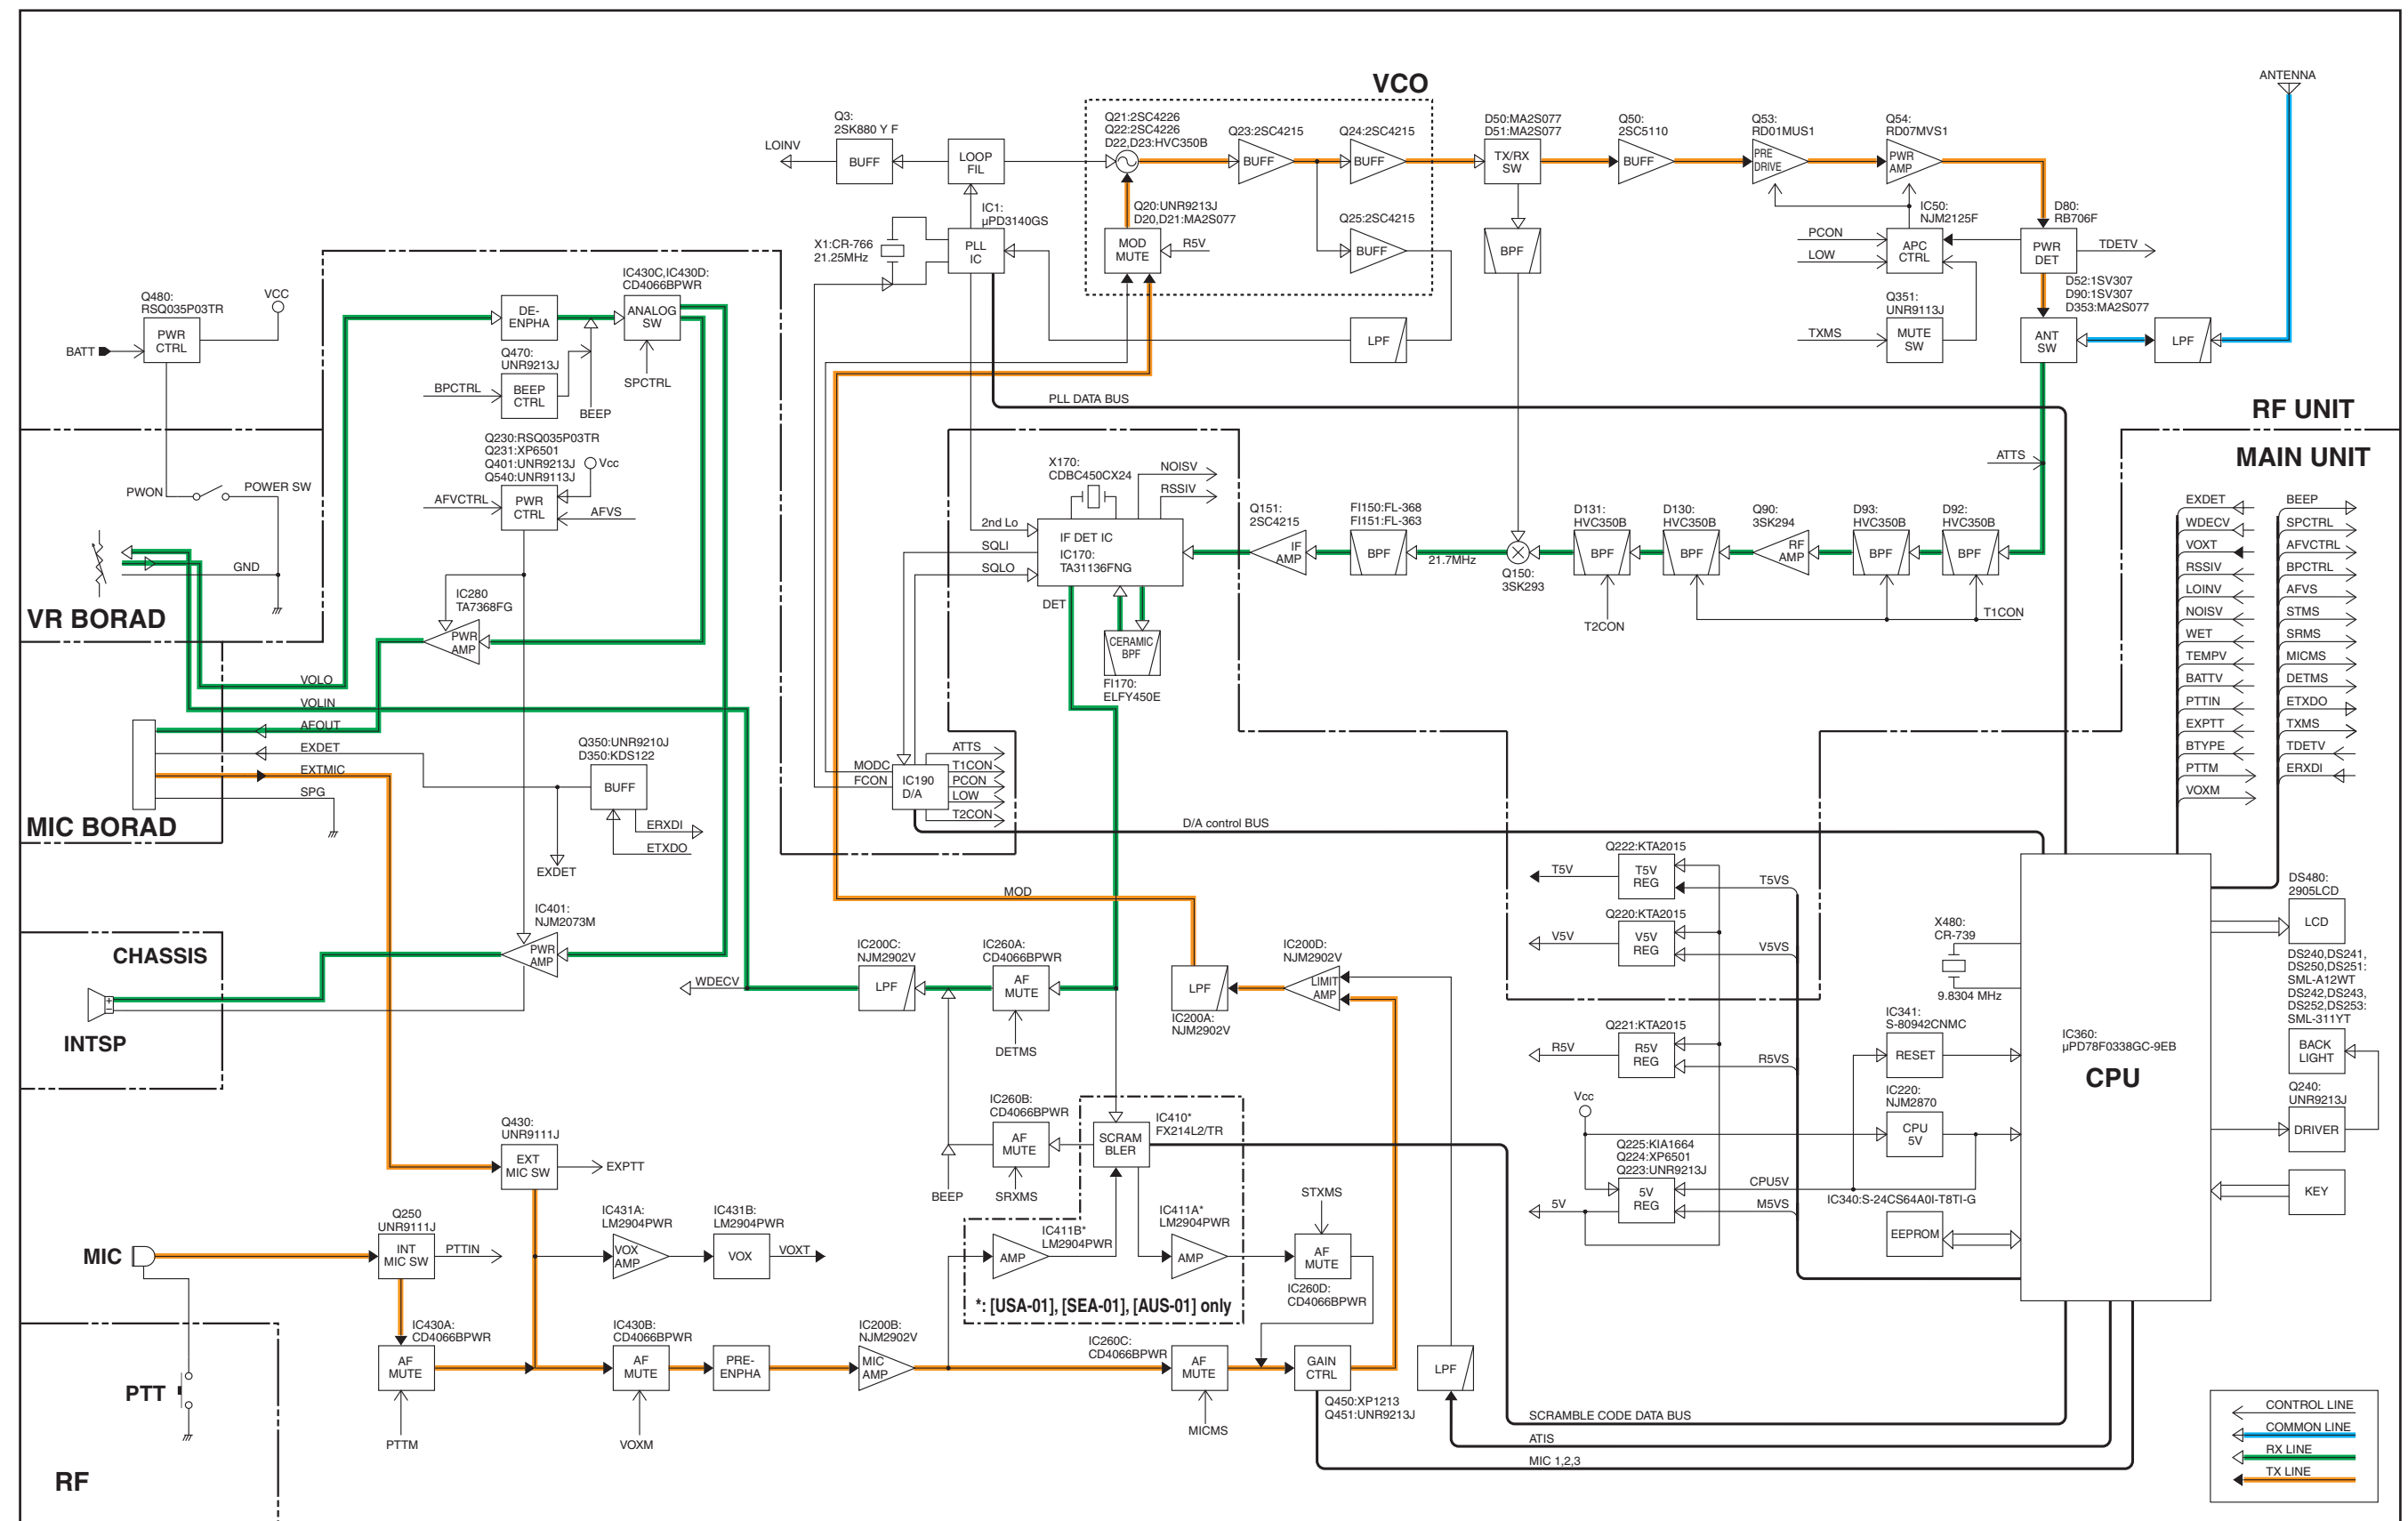 VCO
ANTENNA
Q3:
2SK880 Y F
LOINV
BUFF
LOOP
FIL
Q21:2SC4226
Q22:2SC4226
D22,D23:HVC350B
Q23:2SC4215
BUFF
Q24:2SC4215
BUFF
D50:MA2S077
D51:MA2S077
TX/RX
SW
Q50:
2SC5110
BUFF
Q53:
RD01MUS1
PRE
DRIVE
Q54:
RD07MVS1
PWR
AMP
IC1:
µPD3140GS
X1:CR-766
21.25MHz
PLL
IC
Q20:UNR9213J
D20,D21:MA2S077
MOD
MUTE
R5V
Q25:2SC4215
BUFF
BPF
IC50:
NJM2125F
PCON
LOW
APC
CTRL
D80:
RB706F
PWR
DET
TDETV
D52:1SV307
D90:1SV307
D353:MA2S077
Q351:
UNR9113J
TXMS
MUTE
SW
ANT
SW
LPF
LPF
Q480:
RSQ035P03TR
VCC
BATT
PWR
CTRL
DE-
ENPHA
IC430C,IC430D:
CD4066BPWR
ANALOG
SW
Q470:
UNR9213J
BPCTRL
BEEP
CTRL
BEEP
SPCTRL
PLL DATA BUS
RF UNIT
MAIN UNIT
Q230:RSQ035P03TR
Q231:XP6501
Q401:UNR9213J
Q540:UNR9113J
Vcc
AFVCTRL
PWR
CTRL
AFVS
PWON
POWER SW
GND
VR BORAD
IC280
TA7368FG
PWR
AMP
X170:
CDBC450CX24
NOISV
RSSIV
2nd Lo
SQLI
SQLO
IF DET IC
IC170:
TA31136FNG
DET
CERAMIC
BPF
FI170:
ELFY450E
Q151:
2SC4215
IF
AMP
FI150:FL-368
FI151:FL-363
BPF
21.7MHz
Q150:
3SK293
D131:
HVC350B
BPF
T2CON
D130:
HVC350B
BPF
Q90:
3SK294
RF
AMP
D93:
HVC350B
BPF
D92:
HVC350B
BPF
T1CON
ATTS
EXDET
WDECV
VOXT
RSSIV
LOINV
NOISV
WET
TEMPV
BATTV
PTTIN
EXPTT
BTYPE
PTTM
VOXM
BEEP
SPCTRL
AFVCTRL
BPCTRL
AFVS
STMS
SRMS
MICMS
DETMS
ETXDO
TXMS
TDETV
ERXDI
VOLO
VOLIN
AFOUT
EXDET
EXTMIC
SPG
MIC BORAD
Q350:UNR9210J
D350:KDS122
BUFF
ERXDI
ETXDO
EXDET
MODC
FCON
IC190
D/A
ATTS
T1CON
PCON
LOW
T2CON
D/A control BUS
MOD
CHASSIS
INTSP
IC401:
NJM2073M
PWR
AMP
WDECV
IC200C:
NJM2902V
LPF
IC260A:
CD4066BPWR
AF
MUTE
DETMS
LPF
IC200A:
NJM2902V
IC200D:
NJM2902V
LIMIT
AMP
Q222:KTA2015
T5V
T5V
REG
T5VS
Q220:KTA2015
V5V
V5V
REG
V5VS
Q221:KTA2015
R5V
R5V
REG
R5VS
Vcc
Q225:KIA1664
Q224:XP6501
Q223:UNR9213J
5V
5V
REG
CPU5V
M5VS
X480:
CR-739
9.8304 MHz
IC341:
S-80942CNMC
RESET
IC220:
NJM2870
CPU
5V
IC340:S-24CS64A0I-T8TI-G
EEPROM
IC360:
µPD78F0338GC-9EB
CPU
DS480:
2905LCD
LCD
DS240,DS241,
DS250,DS251:
SML-A12WT
DS242,DS243,
DS252,DS253:
SML-311YT
BACK
LIGHT
Q240:
UNR9213J
DRIVER
KEY
Q430:
UNR9111J
EXT
MIC SW
EXPTT
IC260B:
CD4066BPWR
AF
MUTE
BEEP
SRXMS
SCRAM
BLER
IC410*
FX214L2/TR
MIC
Q250
UNR9111J
INT
MIC SW
PTTIN
IC431A:
LM2904PWR
VOX
AMP
IC431B:
LM2904PWR
VOX
VOXT
IC411B*
LM2904PWR
AMP
IC411A*
LM2904PWR
AMP
STXMS
AF
MUTE
IC260D:
CD4066BPWR
*: [USA-01], [SEA-01], [AUS-01] only
PTT
RF
IC430A:
CD4066BPWR
AF
MUTE
PTTM
IC430B:
CD4066BPWR
AF
MUTE
VOXM
PRE-
ENPHA
IC200B:
NJM2902V
MIC
AMP
IC260C:
CD4066BPWR
AF
MUTE
MICMS
GAIN
CTRL
Q450:XP1213
Q451:UNR9213J
LPF
SCRAMBLE CODE DATA BUS
ATIS
MIC 1,2,3
CONTROL LINE
COMMON LINE
RX LINE
TX LINE